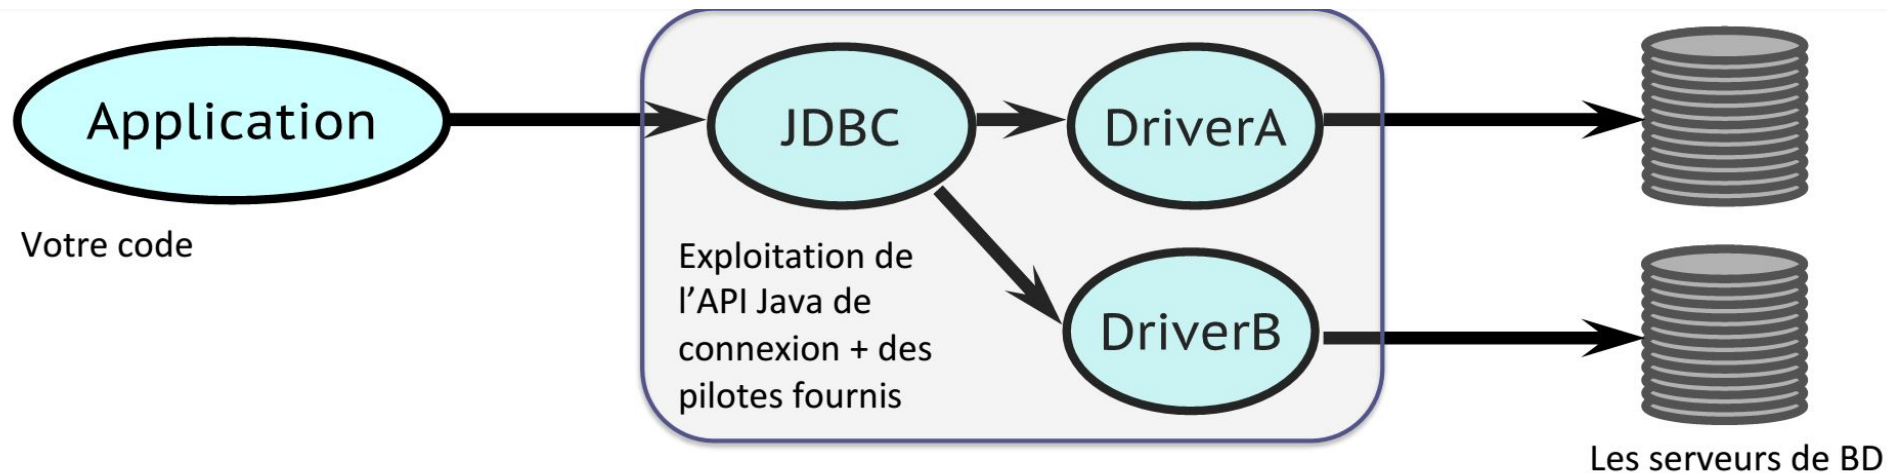 Application
JDBC
DriverA
Votre code
Exploitation de
l’API Java de
connexion + des
pilotes fournis
DriverB
Les serveurs de BD